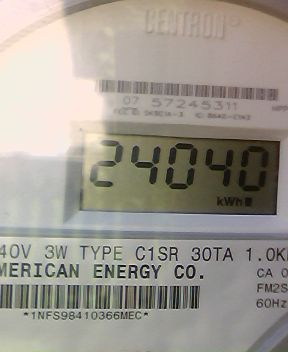 CENTRON®
07 57245311
24040
kWh
40V 3W TYPE C1SR 30TA 1.0K
MERICAN ENERGY CO.
CA 0
FM2S
60Hz
*1NFS98410366MEC*